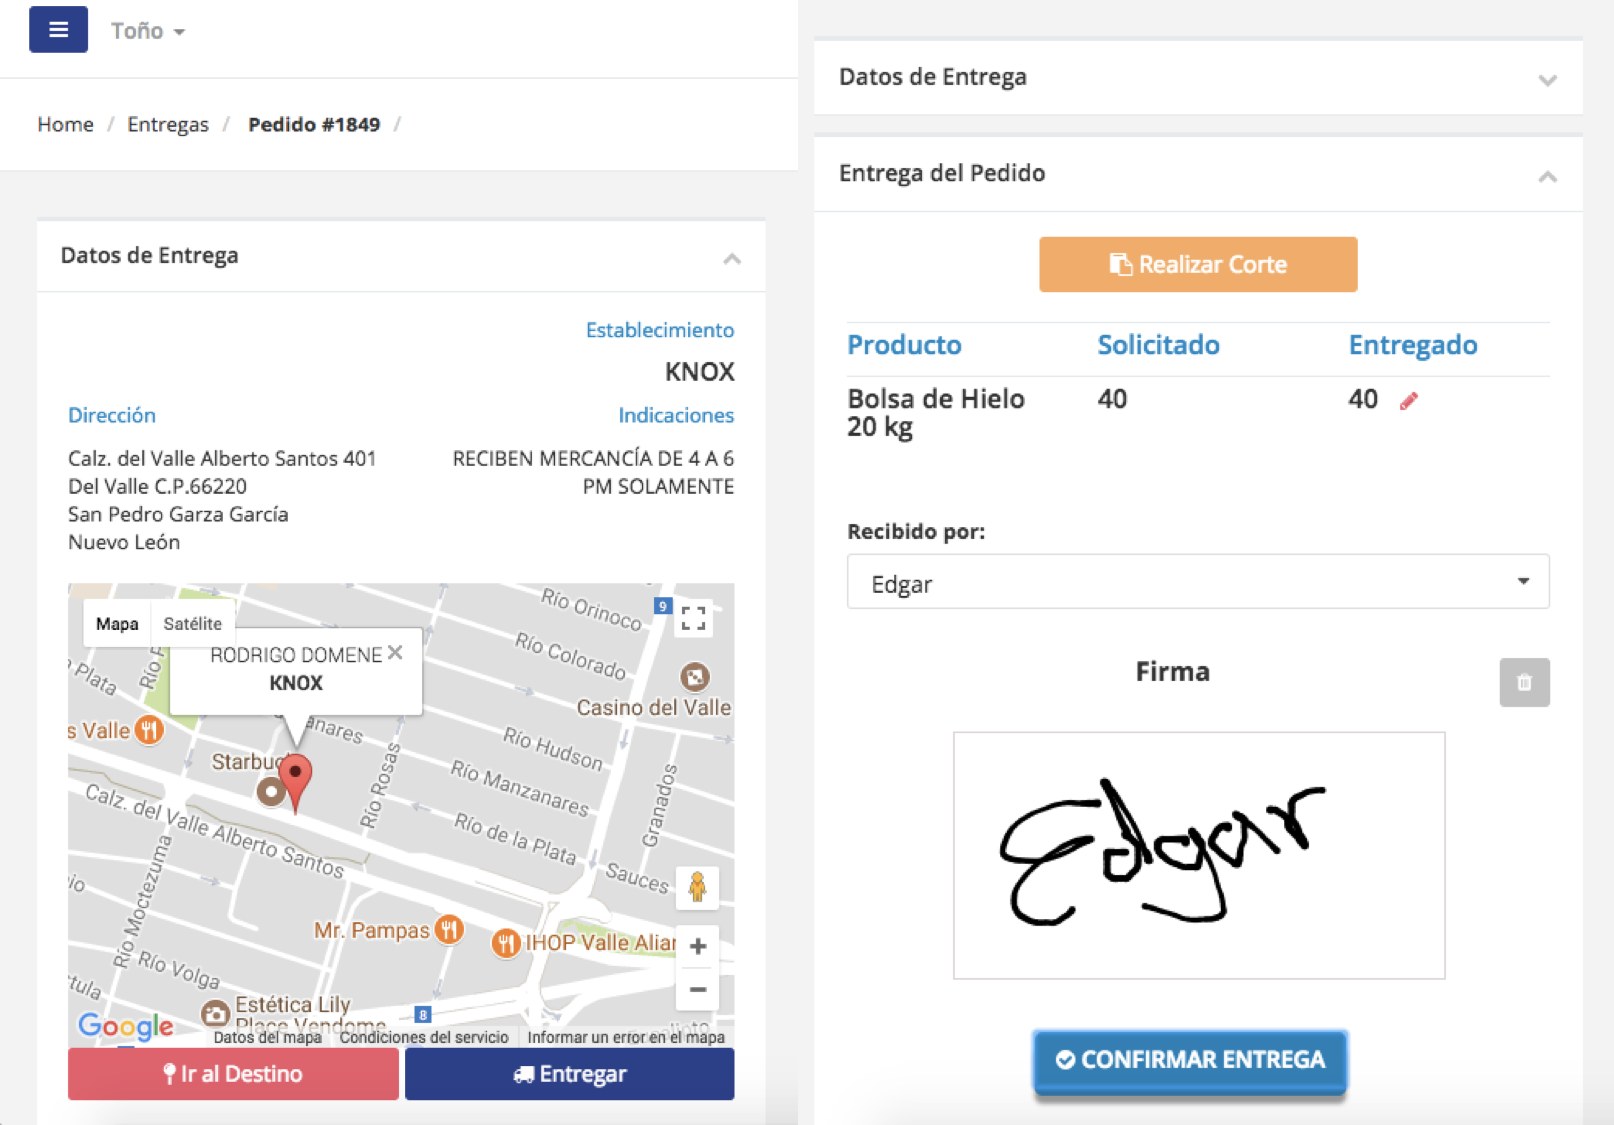 Toño
Home / Entregas / Pedido #1849 /
Datos de Entrega
Establecimiento
KNOX
Dirección
Indicaciones
Calz. del Valle Alberto Santos 401
Del Valle C.P.66220
San Pedro Garza García
Nuevo León
RECIBEN MERCANCÍA DE 4 A 6
PM SOLAMENTE
Mapa
Satélite
RODRIGO DOMENE
KNOX
Río Orinoco
9
Río Colorado
Plata
Casino del Valle
s Valle
anares
Río Hudson
Starbuc
Río Manzanares
Río Rosas
Granados
Calz. del Valle Alberto Santos
Río de la Plata
Sauces
Río Moctezuma
Mr. Pampas
IHOP Valle Alian
Río Volga
tula
Estética Lily
Place Vendome
8
Google
Datos del mapa
Condiciones del servicio
Informar un error en el mapa
Ir al Destino
Entregar
Datos de Entrega
Entrega del Pedido
Realizar Corte
Producto Solicitado Entregado
Bolsa de Hielo 40 40
20 kg
Recibido por:
Edgar
Firma
Edgar
CONFIRMAR ENTREGA